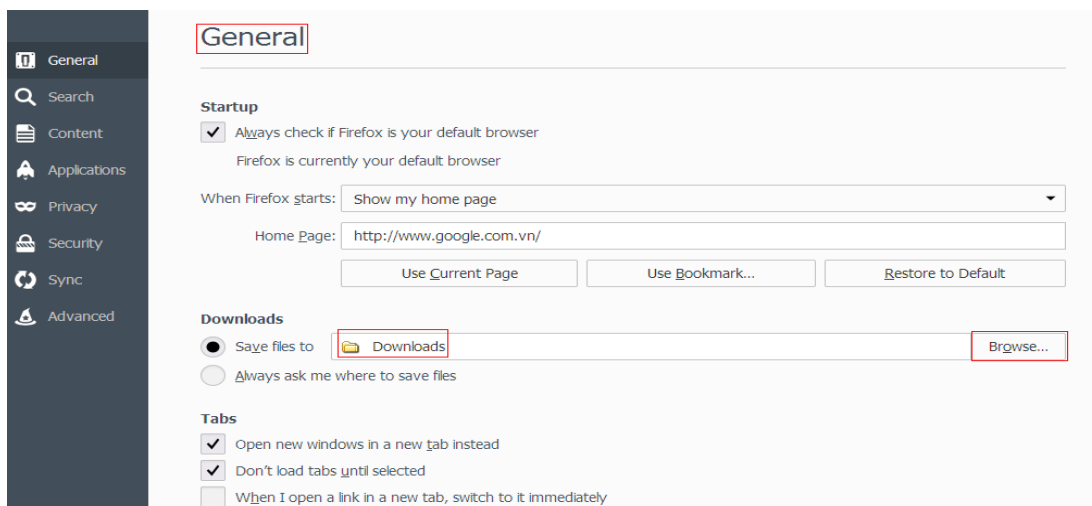 General
General
Search
Content
Applications
Privacy
Security
Sync
Advanced
Startup
Always check if Firefox is your default browser
Firefox is currently your default browser
When Firefox starts: Show my home page
Home Page: http://www.google.com.vn/
Use Current Page Use Bookmark... Restore to Default
Downloads
Save files to Downloads Browse...
Always ask me where to save files
Tabs
Open new windows in a new tab instead
Don't load tabs until selected
When I open a link in a new tab, switch to it immediately